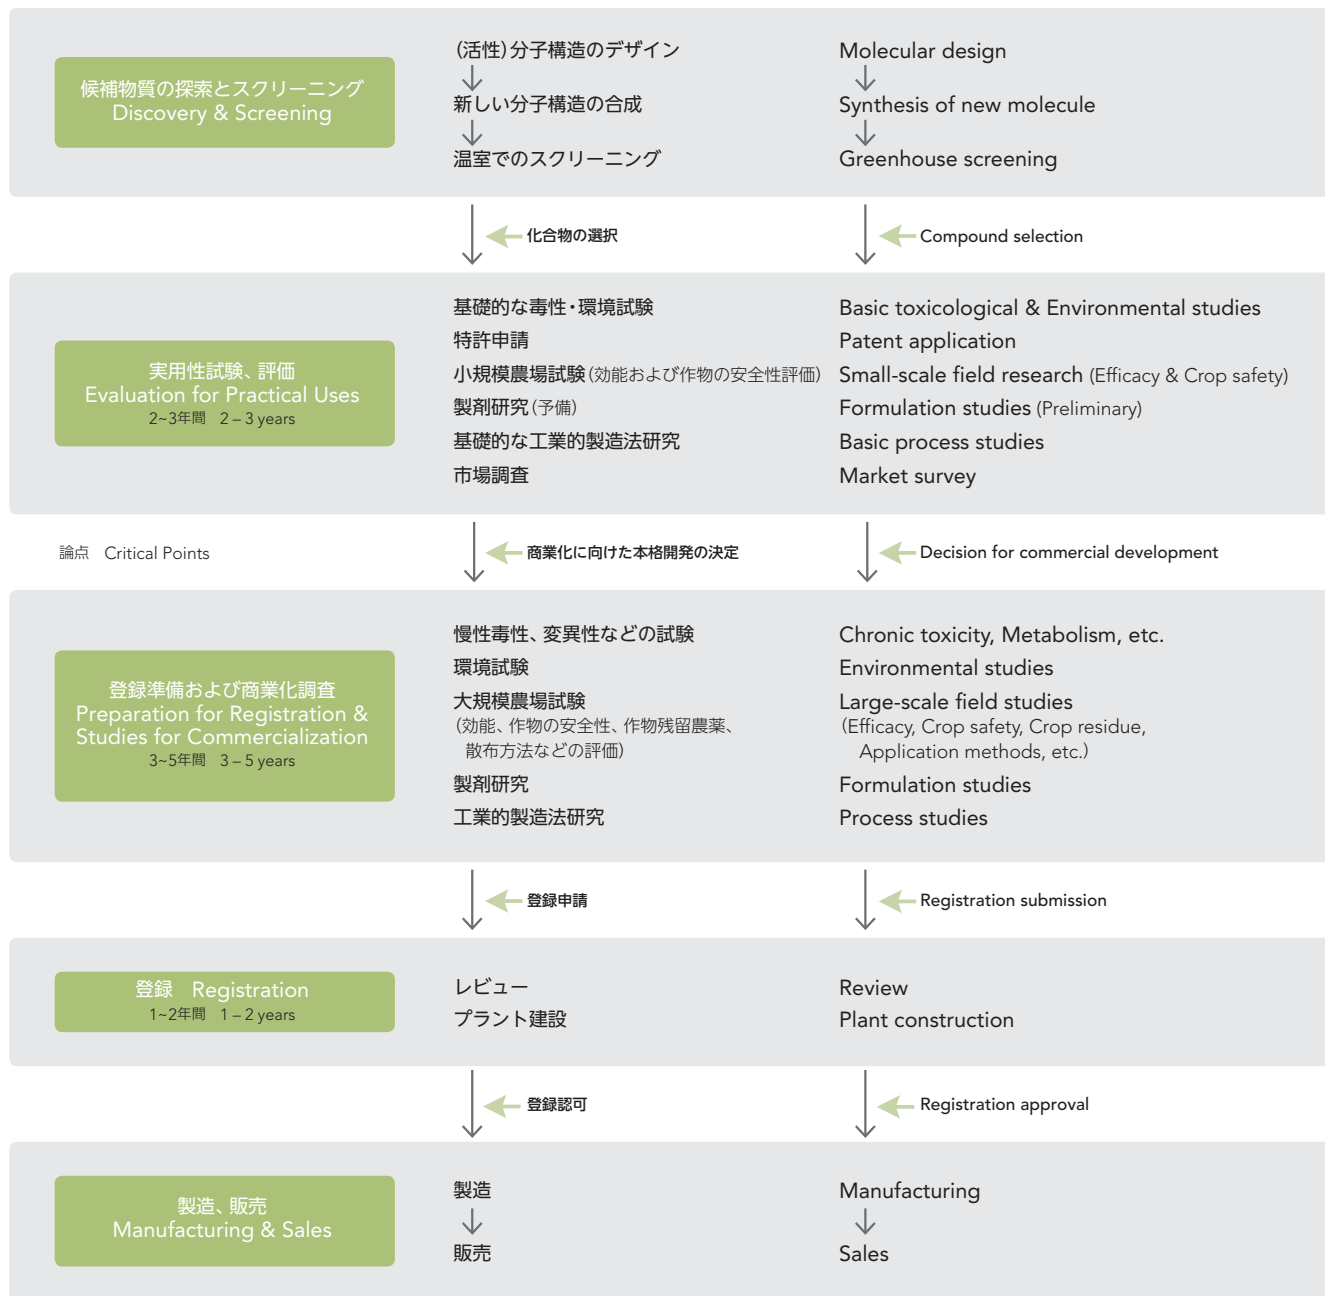 候補物質の探索とスクリーニング
Discovery & Screening
(活性)分子構造のデザイン
新しい分子構造の合成
温室でのスクリーニング
Molecular design
Synthesis of new molecule
Greenhouse screening
化合物の選択
Compound selection
実用性試験、評価
Evaluation for Practical Uses
2~3年間 2 – 3 years
基礎的な毒性・環境試験
特許申請
小規模農場試験(効能および作物の安全性評価)
製剤研究(予備)
基礎的な工業的製造法研究
市場調査
Basic toxicological & Environmental studies
Patent application
Small-scale field research (Efficacy & Crop safety)
Formulation studies (Preliminary)
Basic process studies
Market survey
論点 Critical Points
商業化に向けた本格開発の決定
Decision for commercial development
登録準備および商業化調査
Preparation for Registration &
Studies for Commercialization
3~5年間 3 – 5 years
慢性毒性、変異性などの試験
環境試験
大規模農場試験
(効能、作物の安全性、作物残留農薬、
散布方法などの評価)
製剤研究
工業的製造法研究
Chronic toxicity, Metabolism, etc.
Environmental studies
Large-scale field studies
(Efficacy, Crop safety, Crop residue,
Application methods, etc.)
Formulation studies
Process studies
登録申請
Registration submission
登録 Registration
1~2年間 1 – 2 years
レビュー
プラント建設
Review
Plant construction
登録認可
Registration approval
製造、販売
Manufacturing & Sales
製造
販売
Manufacturing
Sales